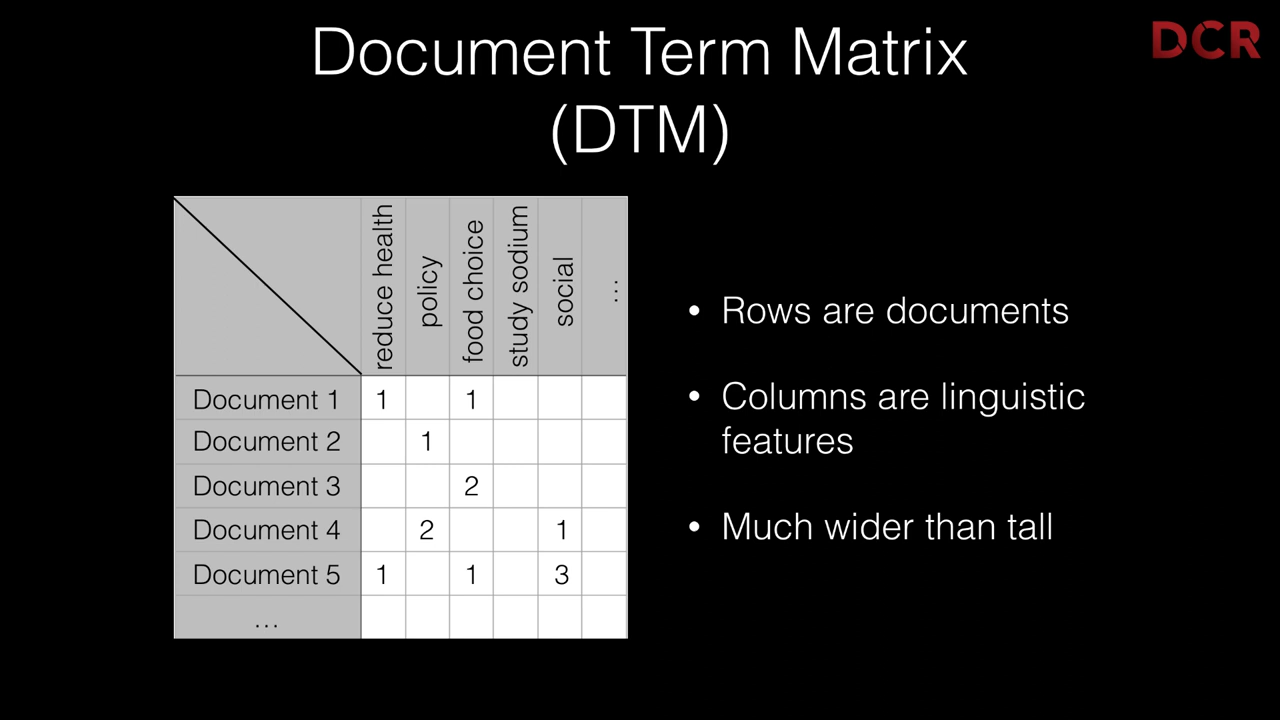 Document Term Matrix
(DTM)
DCR
reduce health
policy
food choice
study sodium
social
...
Document 1 1 1
Document 2 1
Document 3 2
Document 4 2 1
Document 5 1 1 3
...
• Rows are documents
• Columns are linguistic
features
• Much wider than tall